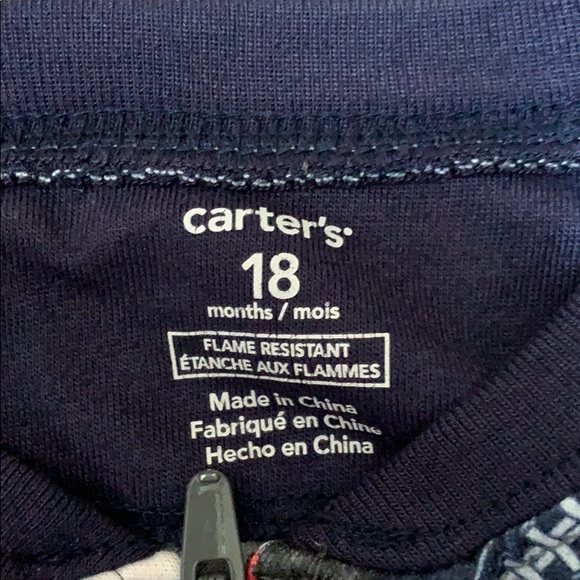 carter's
18
months / mois
FLAME RESISTANT
ÉTANCHE AUX FLAMMES
Made in China
Fabriqué en Chine
Hecho en China